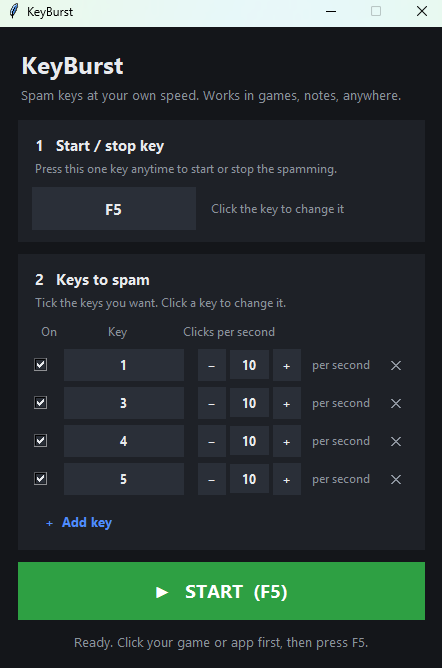 KeyBurst
KeyBurst
Spam keys at your own speed. Works in games, notes, anywhere.
1 Start / stop key
Press this one key anytime to start or stop the spamming.
F5 Click the key to change it
2 Keys to spam
Tick the keys you want. Click a key to change it.
On Key Clicks per second
1 − 10 + per second ×
3 − 10 + per second ×
4 − 10 + per second ×
5 − 10 + per second ×
+ Add key
► START (F5)
Ready. Click your game or app first, then press F5.